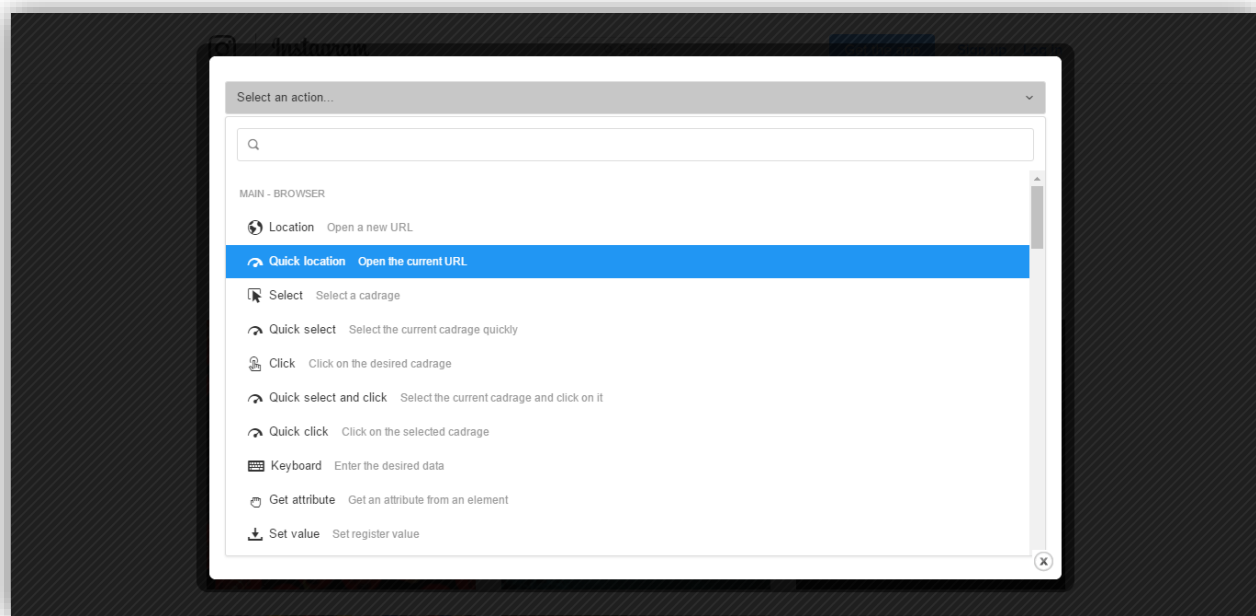 Instagram
Select an action...
MAIN - BROWSER
Location Open a new URL
Quick location Open the current URL
Select Select a cadrage
Quick select Select the current cadrage quickly
Click Click on the desired cadrage
Quick select and click Select the current cadrage and click on it
Quick click Click on the selected cadrage
Keyboard Enter the desired data
Get attribute Get an attribute from an element
Set value Set register value